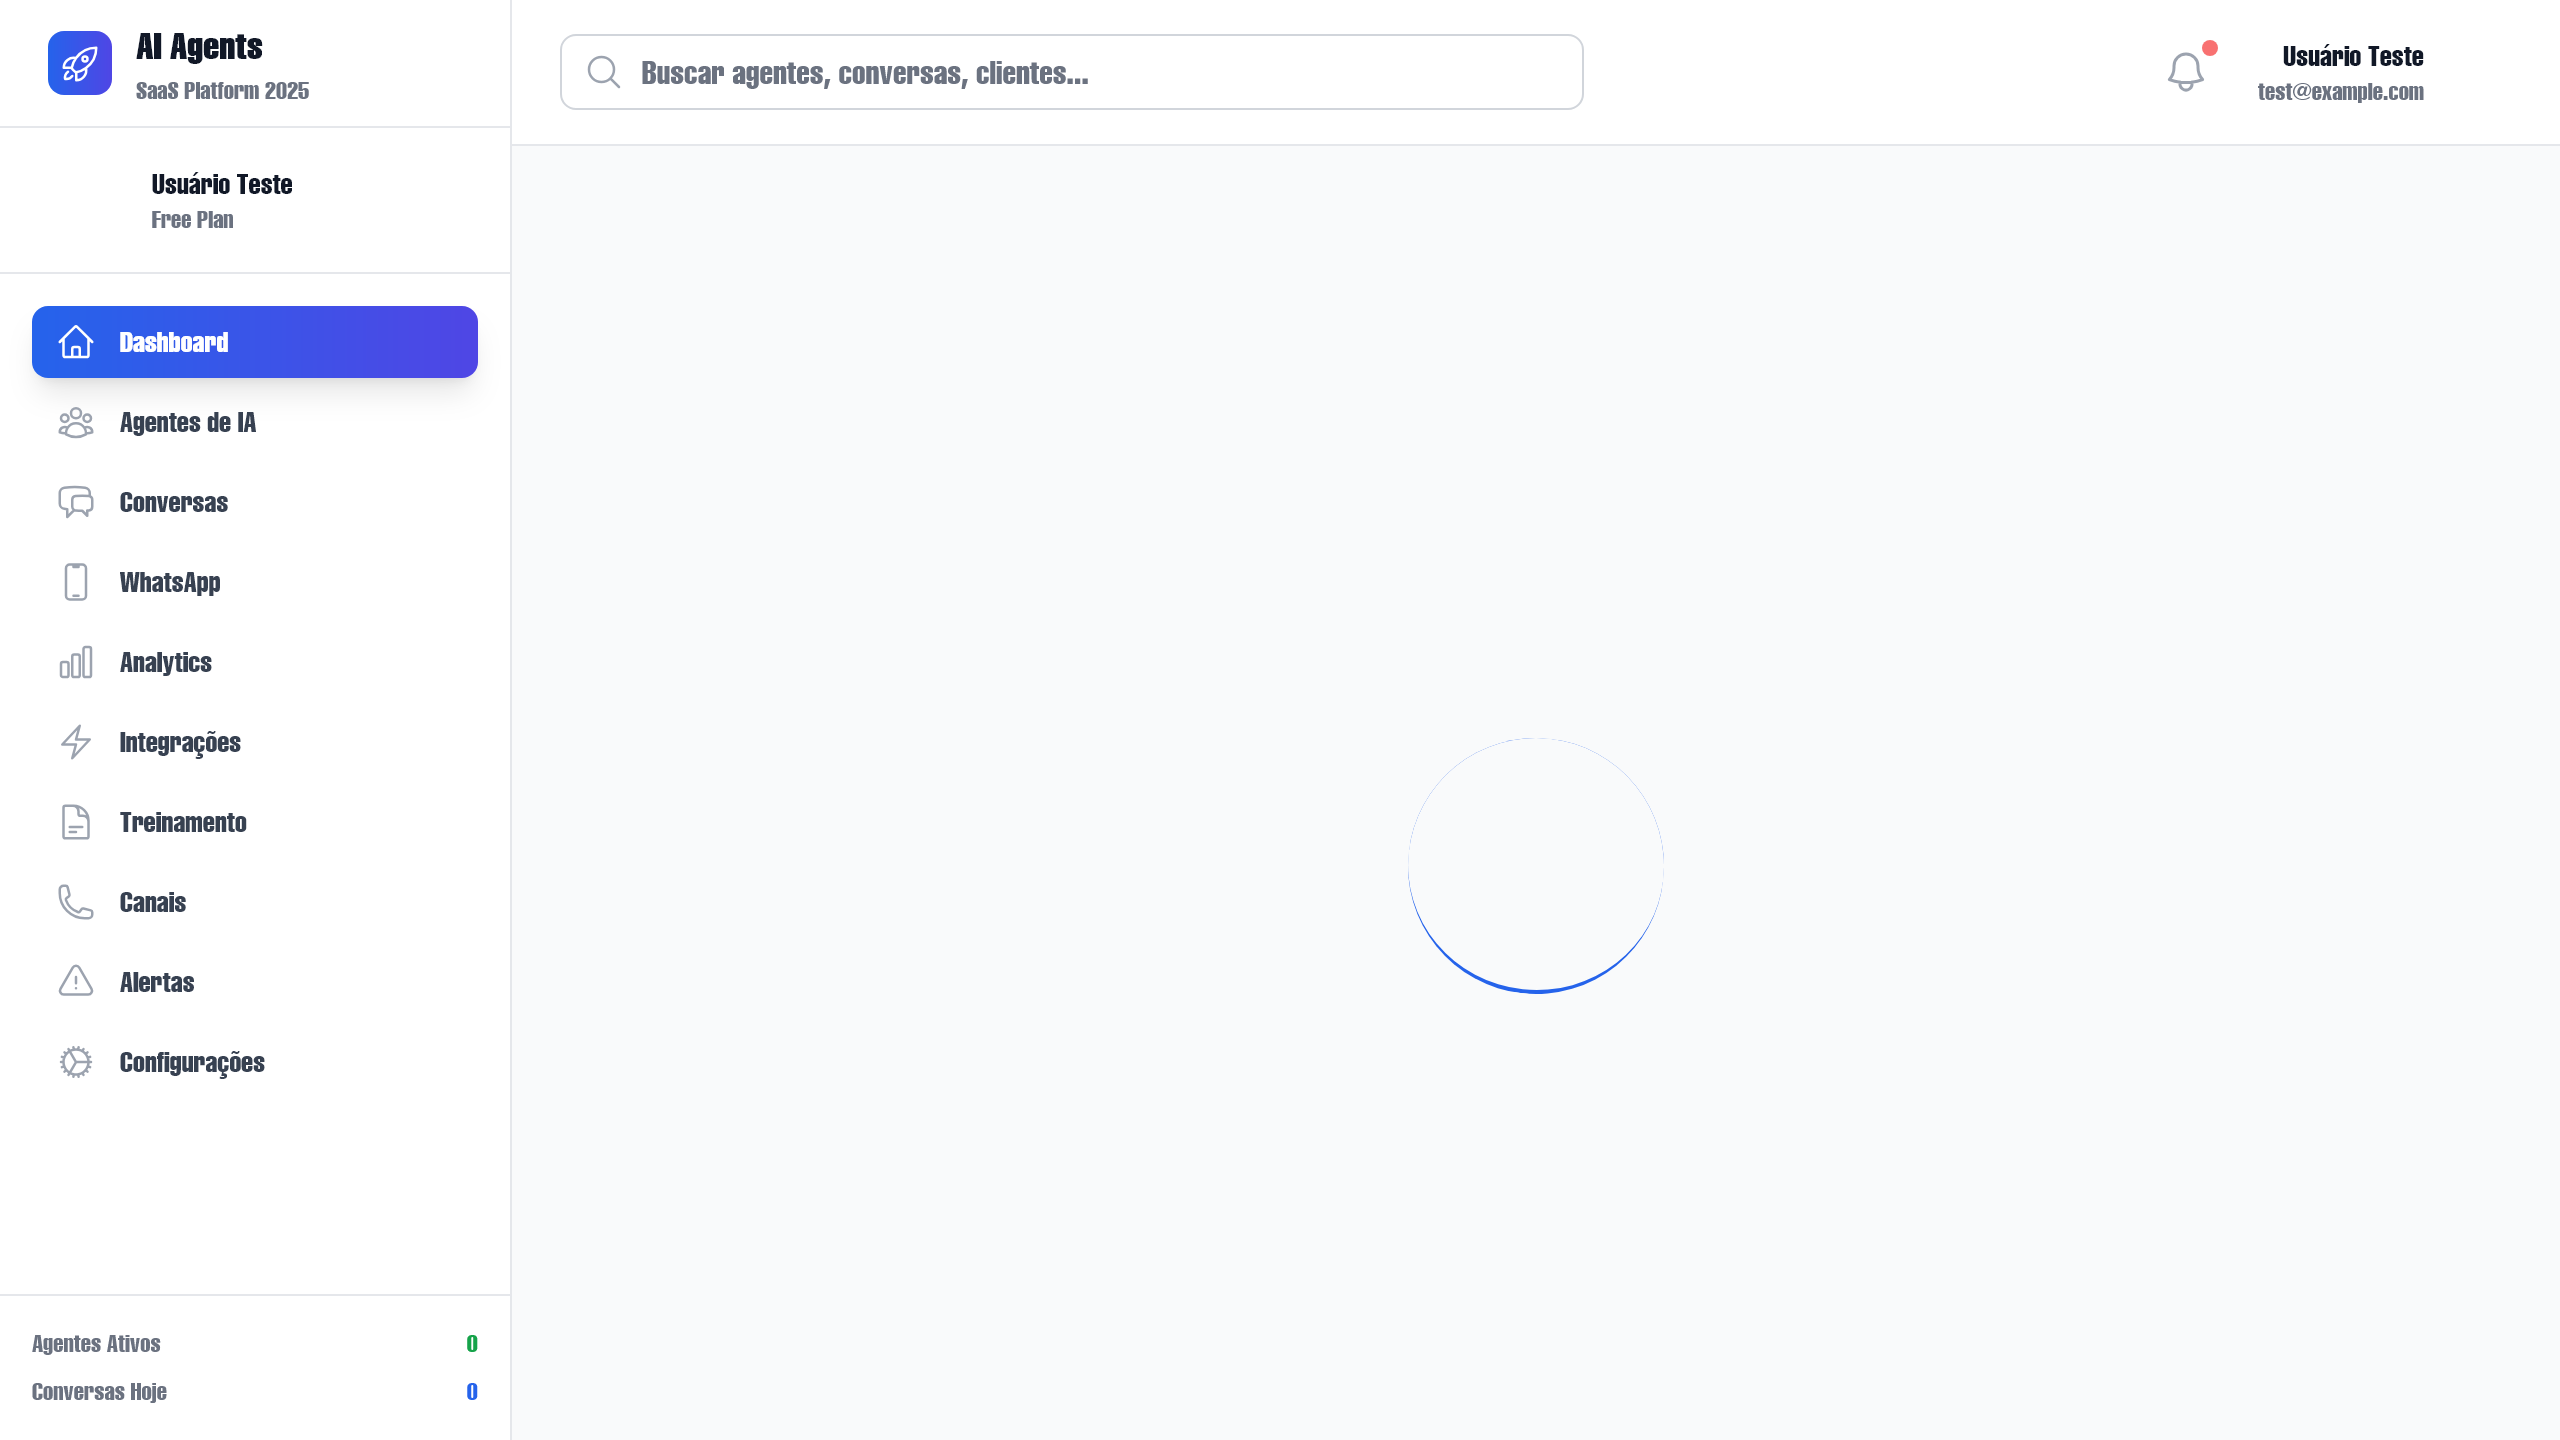 AI Agents
SaaS Platform 2025
Usuário Teste
Free Plan
Dashboard
Agentes de IA
Conversas
WhatsApp
Analytics
Integrações
Treinamento
Canais
Alertas
Configurações
Agentes Ativos 0
Conversas Hoje 0
Buscar agentes, conversas, clientes...
Usuário Teste
test@example.com